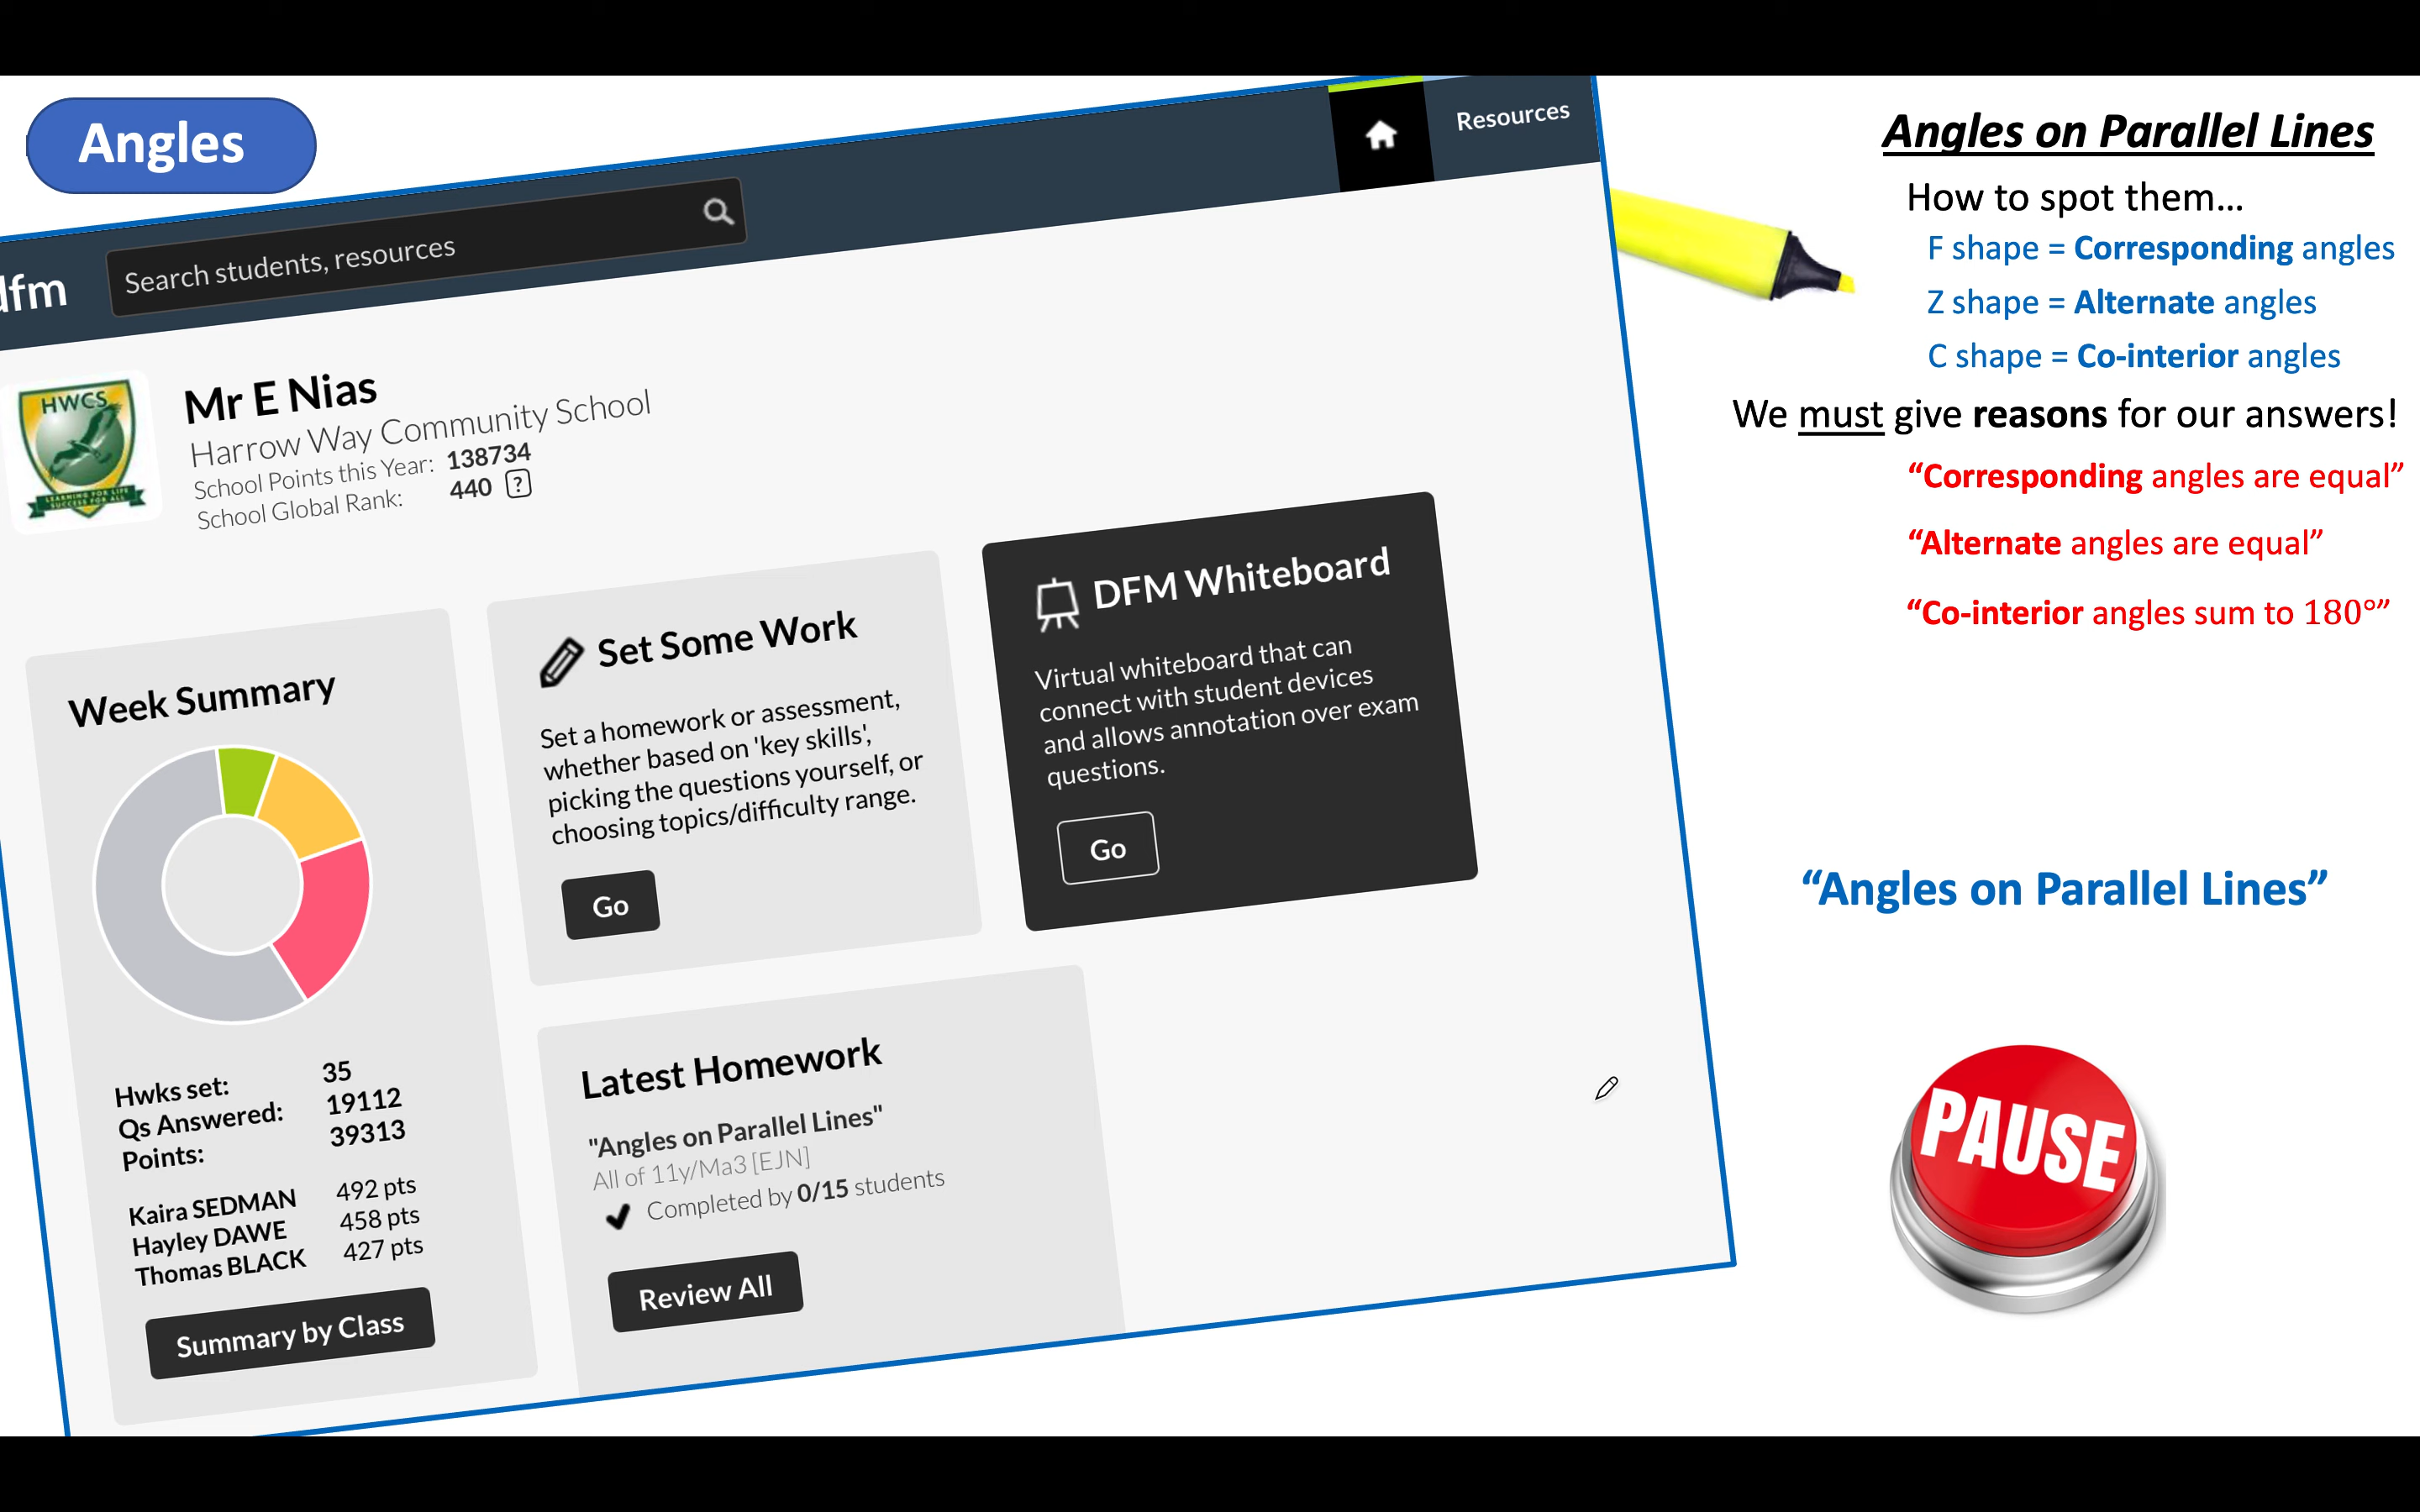 Angles
dfm
Search students, resources
Resources
HWCS
LEARNING FOR LIFE
SUCCESS FOR ALL
Mr E Nias
Harrow Way Community School
School Points this Year: 138734
School Global Rank: 440 ?
Week Summary
Hwks set: 35
Qs Answered: 19112
Points: 39313
Kaira SEDMAN 492 pts
Hayley DAWE 458 pts
Thomas BLACK 427 pts
Summary by Class
Set Some Work
Set a homework or assessment,
whether based on 'key skills',
picking the questions yourself, or
choosing topics/difficulty range.
Go
DFM Whiteboard
Virtual whiteboard that can
connect with student devices
and allows annotation over exam
questions.
Go
Latest Homework
"Angles on Parallel Lines"
All of 11y/Ma3 [EJN]
Completed by 0/15 students
Review All
Angles on Parallel Lines
How to spot them...
F shape = Corresponding angles
Z shape = Alternate angles
C shape = Co-interior angles
We must give reasons for our answers!
“Corresponding angles are equal”
“Alternate angles are equal”
“Co-interior angles sum to 180°”
“Angles on Parallel Lines”
PAUSE